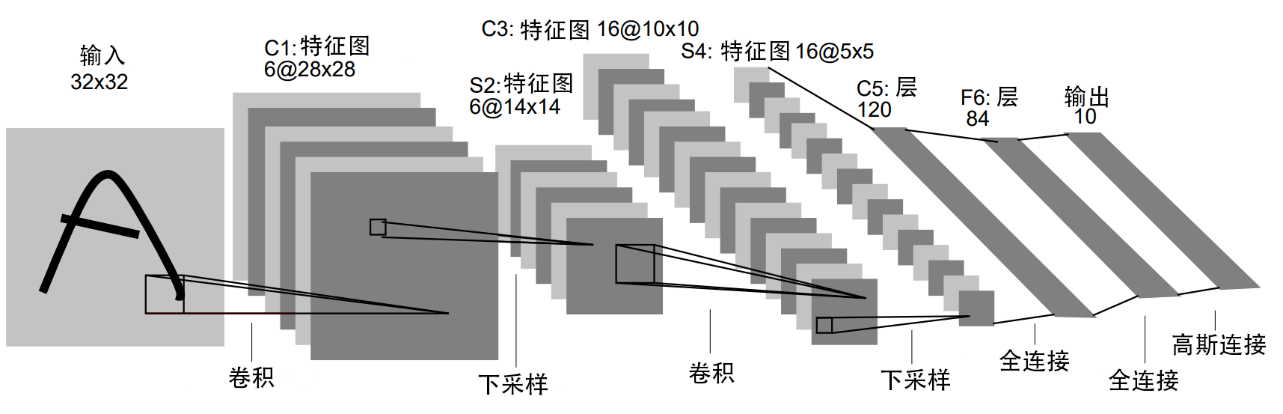 输入
32x32
C1: 特征图
6@28x28
S2: 特征图
6@14x14
C3: 特征图 16@10x10
S4: 特征图 16@5x5
C5: 层
120
F6: 层
84
输出
10
卷积
下采样
卷积
下采样
全连接
全连接
高斯连接